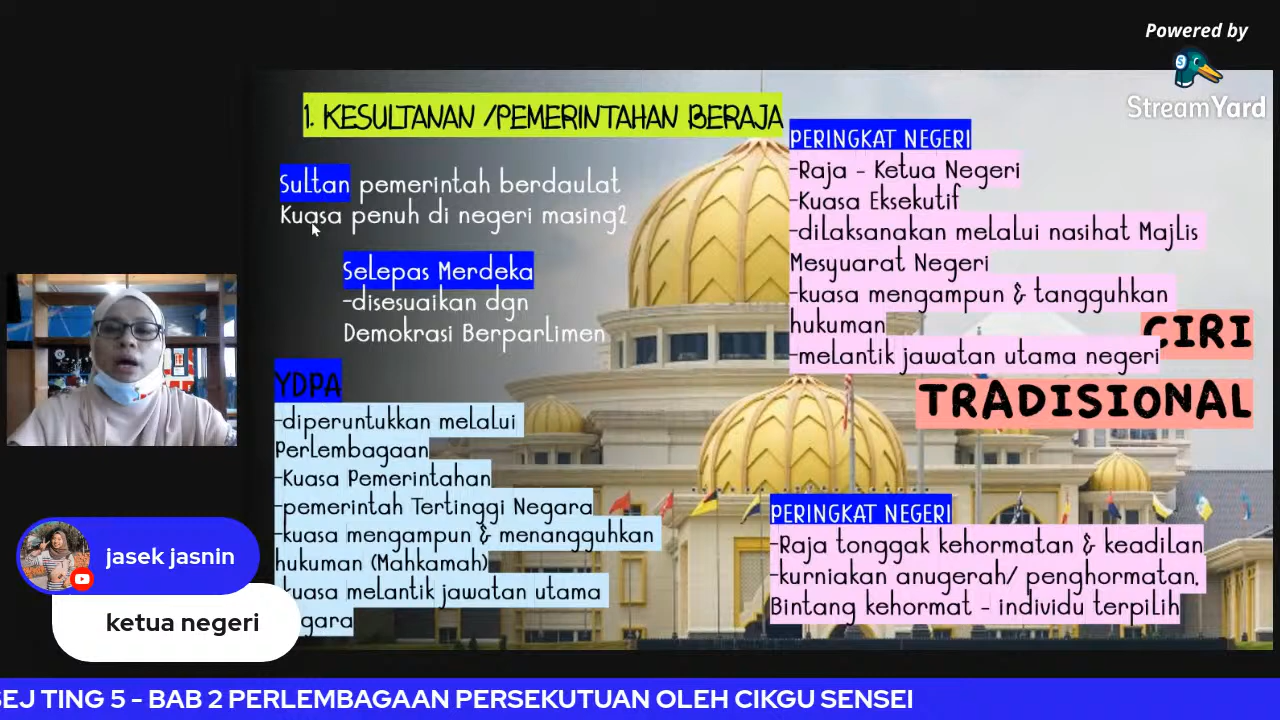 Powered by
StreamYard
1. KESULTANAN /PEMERINTAHAN BERAJA
Sultan pemerintah berdaulat
Kuasa penuh di negeri masing2
Selepas Merdeka
-disesuaikan dgn
Demokrasi Berparlimen
YDPA
-diperuntukkan melalui
Perlembagaan
-Kuasa Pemerintahan
-pemerintah Tertinggi Negara
-kuasa mengampun & menangguhkan
hukuman (Mahkamah)
kuasa melantik jawatan utama
gara
PERINGKAT NEGERI
-Raja - Ketua Negeri
-Kuasa Eksekutif
-dilaksanakan melalui nasihat Majlis
Mesyuarat Negeri
-kuasa mengampun & tangguhkan
hukuman
-melantik jawatan utama negeri
CIRI
TRADISIONAL
PERINGKAT NEGERI
-Raja tonggak kehormatan & keadilan
-kurniakan anugerah/ penghormatan.
Bintang kehormat - individu terpilih
jasek jasnin
ketua negeri
SEJ TING 5 - BAB 2 PERLEMBAGAAN PERSEKUTUAN OLEH CIKGU SENSEI